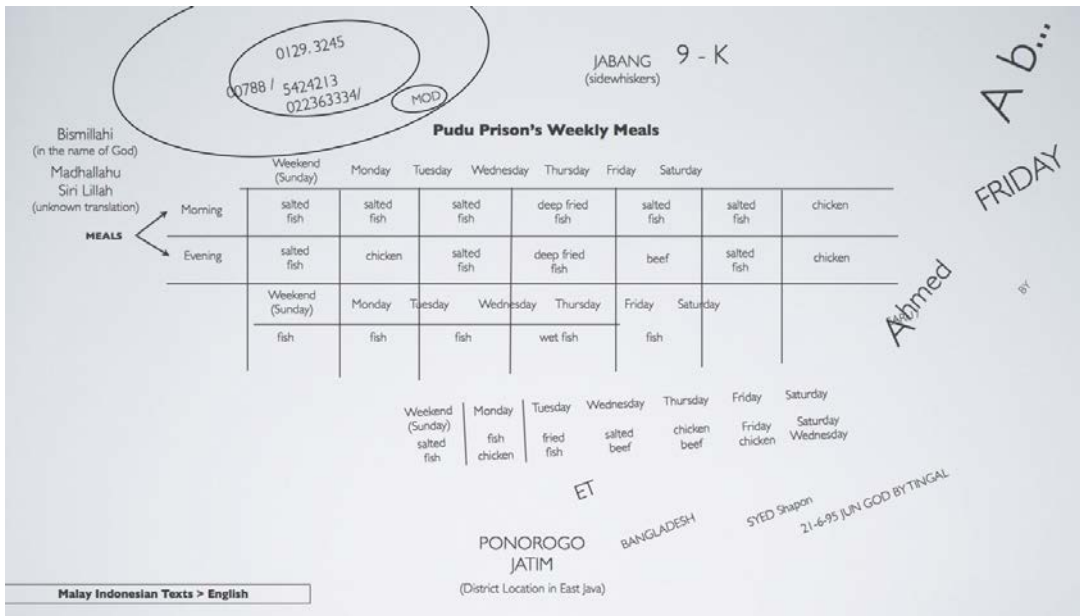 0129.3245
00788 / 5424213
022363334/
MOD
JABANG 9 - K
(sidewhiskers)
A b...
FRIDAY
BY
Ahmed
Bismillahi
(in the name of God)
Madhallahu
Siri Lillah
(unknown translation)
Pudu Prison's Weekly Meals
Weekend Monday Tuesday Wednesday Thursday Friday Saturday
(Sunday)
MEALS
Morning salted fish salted fish salted fish deep fried fish salted fish salted fish chicken
Evening salted fish chicken salted fish deep fried fish beef salted fish chicken
Weekend Monday Tuesday Wednesday Thursday Friday Saturday
(Sunday)
fish fish fish wet fish fish
Weekend Monday Tuesday Wednesday Thursday Friday Saturday
(Sunday)
salted fish fried salted chicken Friday Saturday
fish chicken fish beef beef chicken Wednesday
ET
BANGLADESH
SYED Shapon
21-6-95 JUN GOD BY TINGAL
PONOROGO
JATIM
(District Location in East Java)
Malay Indonesian Texts > English